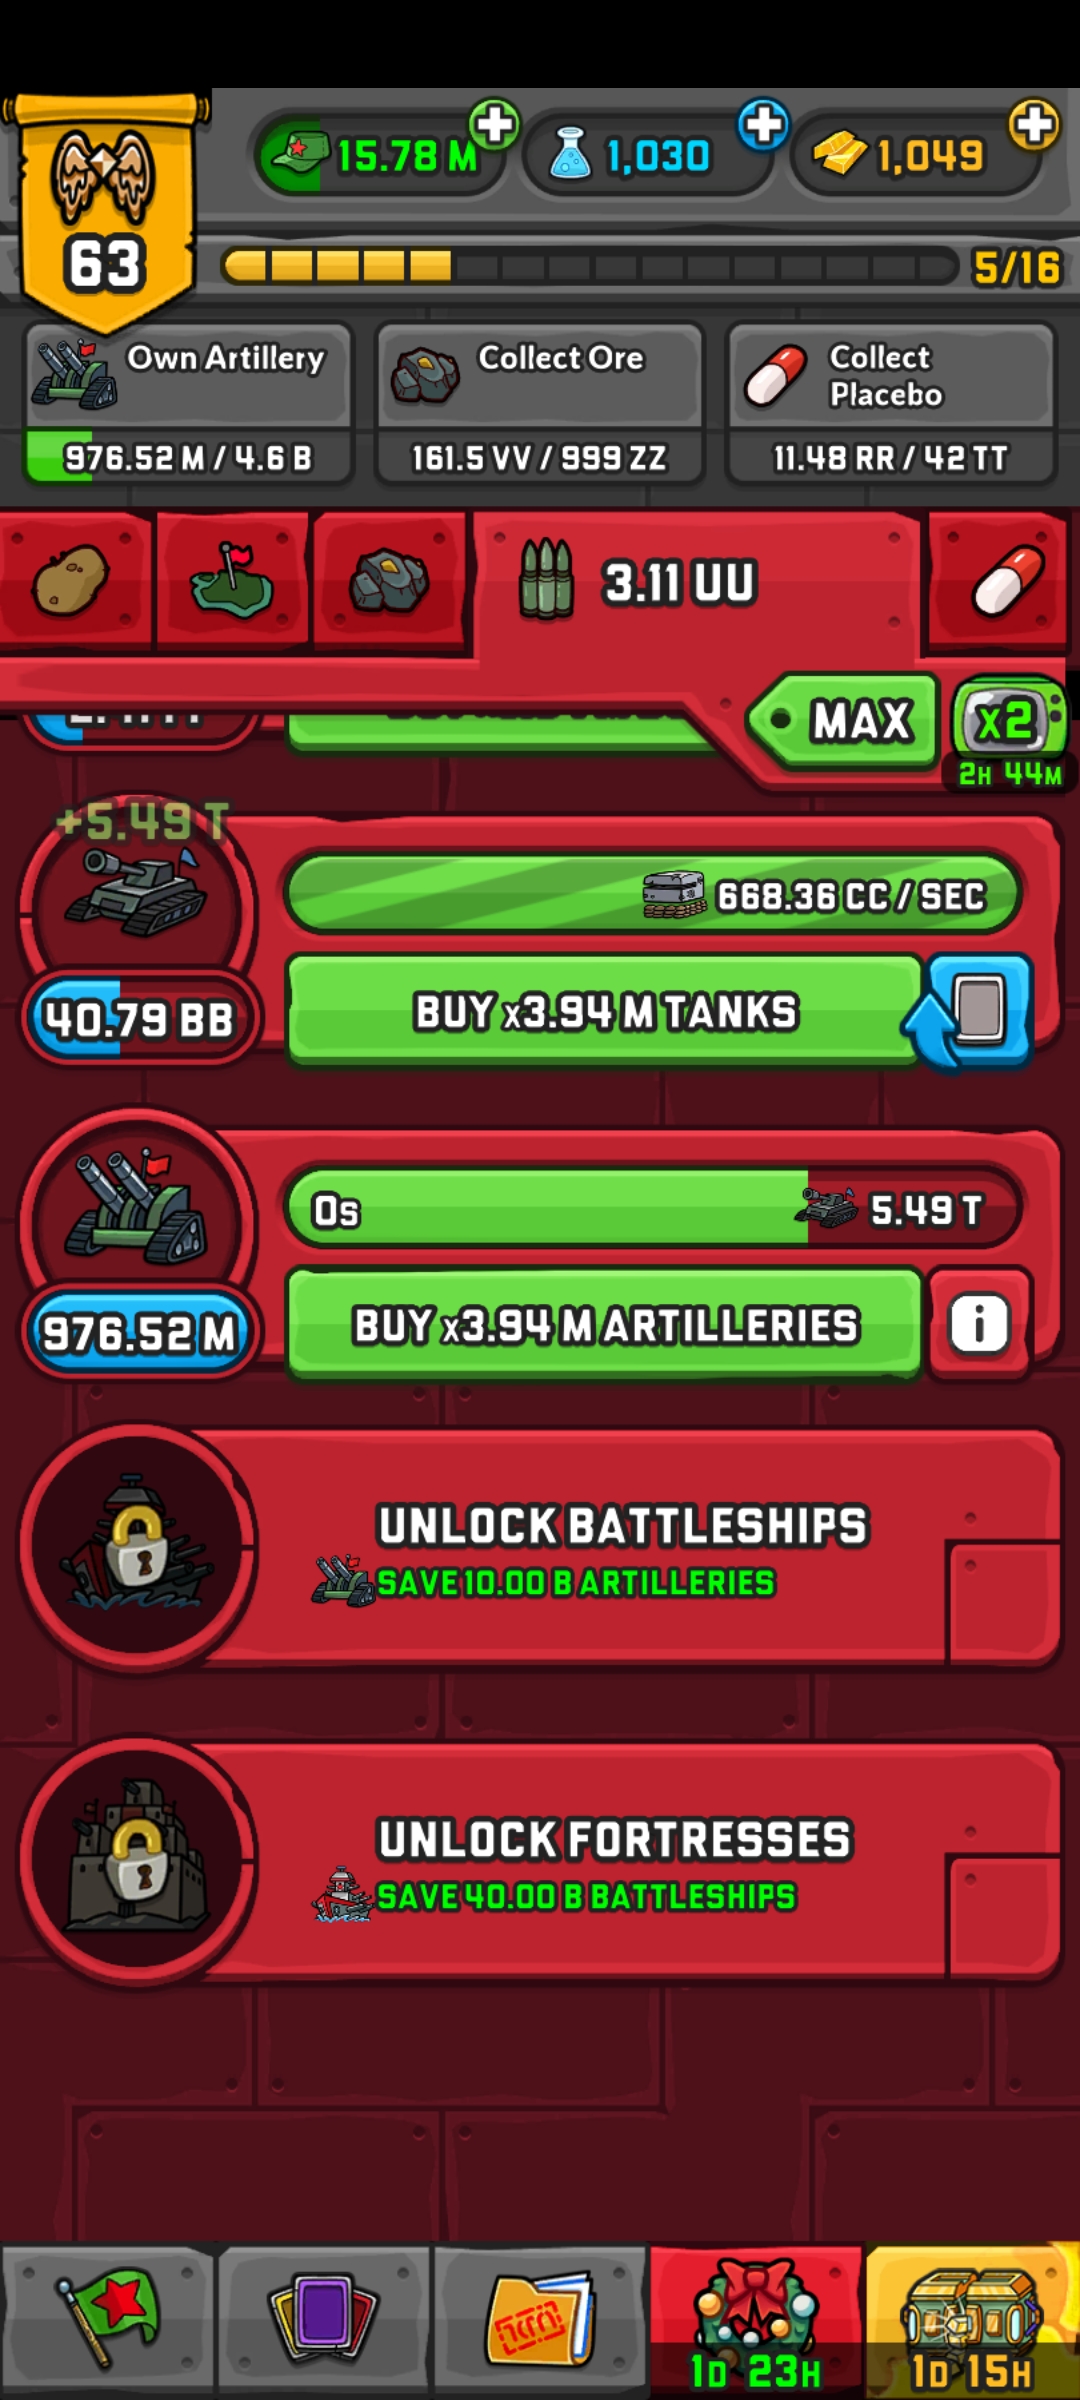 15.78 M
1,030
1,049
63
5/16
Own Artillery
976.52 M / 4.6 B
Collect Ore
161.5 VV / 999 ZZ
Collect
Placebo
11.48 RR / 42 TT
3.11 UU
MAX
x2
2H 44M
+5.49 T
668.36 CC / SEC
40.79 BB
BUY x3.94 M TANKS
0s
5.49 T
976.52 M
BUY x3.94 M ARTILLERIES
i
UNLOCK BATTLESHIPS
SAVE 10.00 B ARTILLERIES
UNLOCK FORTRESSES
SAVE 40.00 B BATTLESHIPS
1D 23H
1D 15H